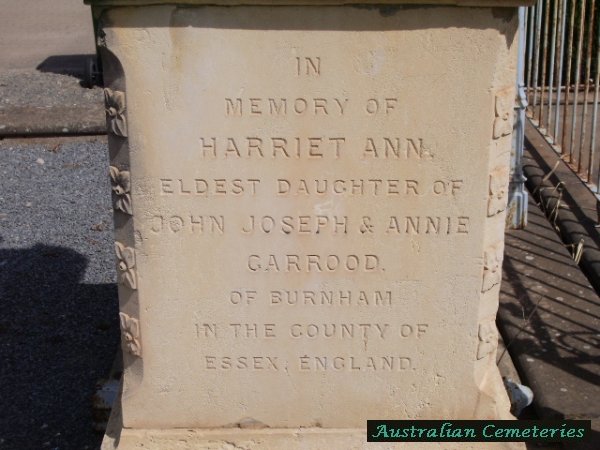 IN
MEMORY OF
HARRIET ANN.
ELDEST DAUGHTER OF
JOHN JOSEPH & ANNIE
GARROOD.
OF BURNHAM
IN THE COUNTY OF
ESSEX, ENGLAND.
Australian Cemeteries